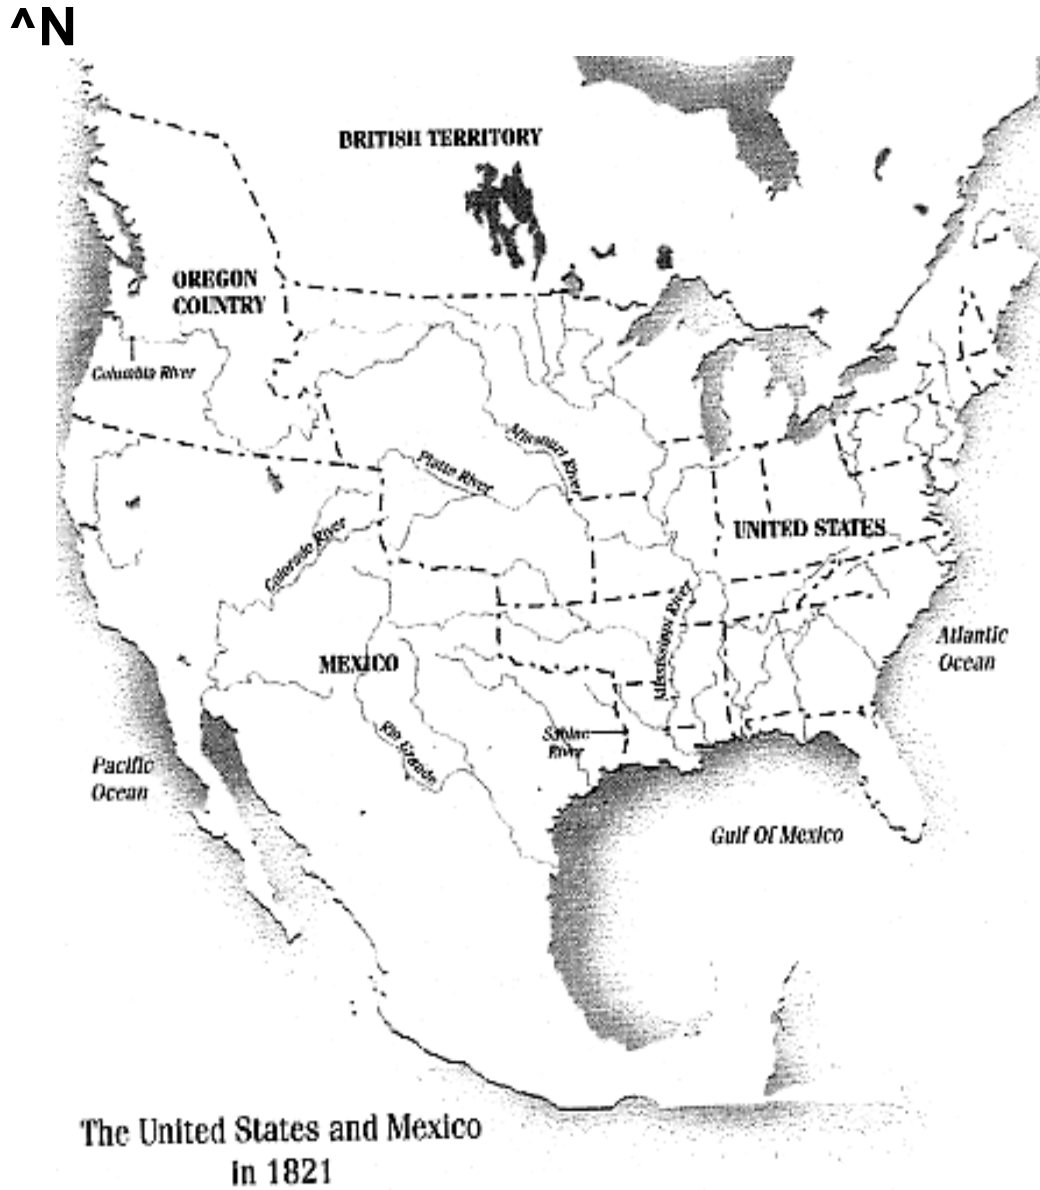 ^N
BRITISH TERRITORY
OREGON
COUNTRY
Columbia River
Missouri River
Platte River
UNITED STATES
Colorado River
Mississippi River
Atlantic
Ocean
MEXICO
Sabine
River
Rio Grande
Pacific
Ocean
Gulf Of Mexico
The United States and Mexico
in 1821